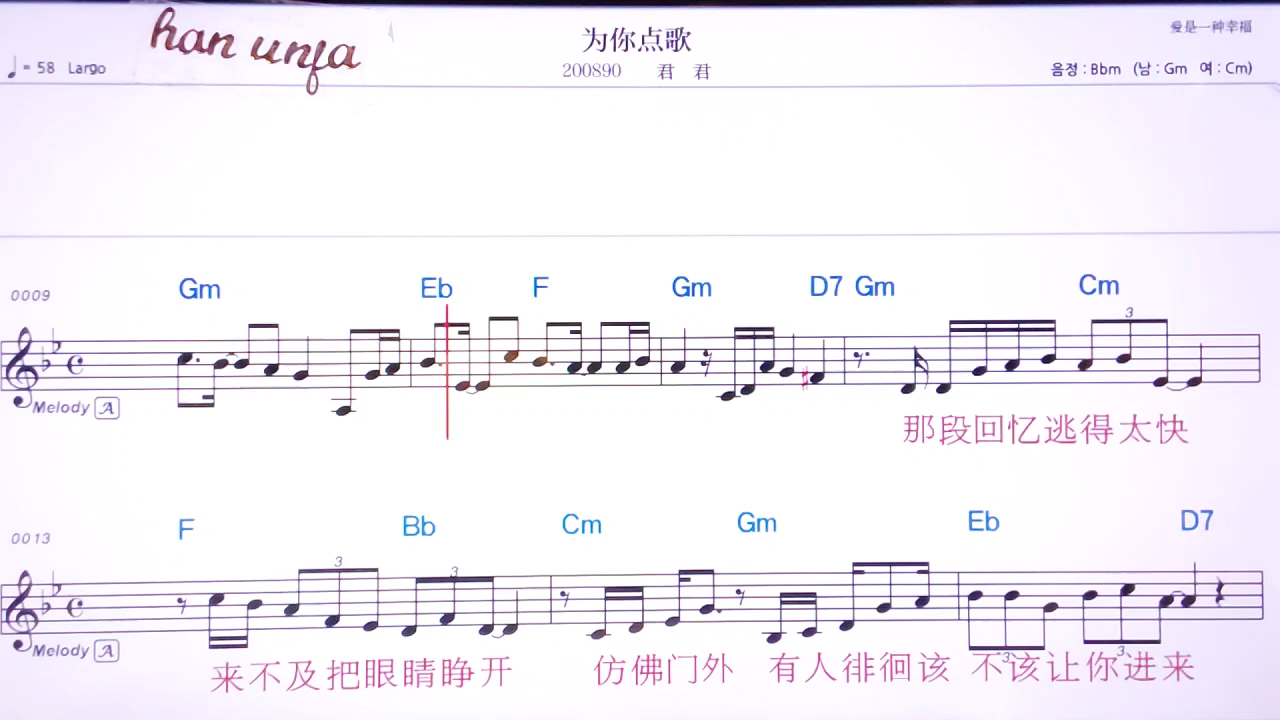 han unfa
为你点歌
爱是一种幸福
♩= 58 Largo
200890 君 君
음정 : Bbm (남 : Gm 여 : Cm)
0009 Gm Eb F Gm D7 Gm Cm
3
Melody A
那段回忆逃得太快
0013 F Bb Cm Gm Eb D7
3 3
Melody A
来不及把眼睛睁开 仿佛门外 有人徘徊该 不该让你进来
3 3